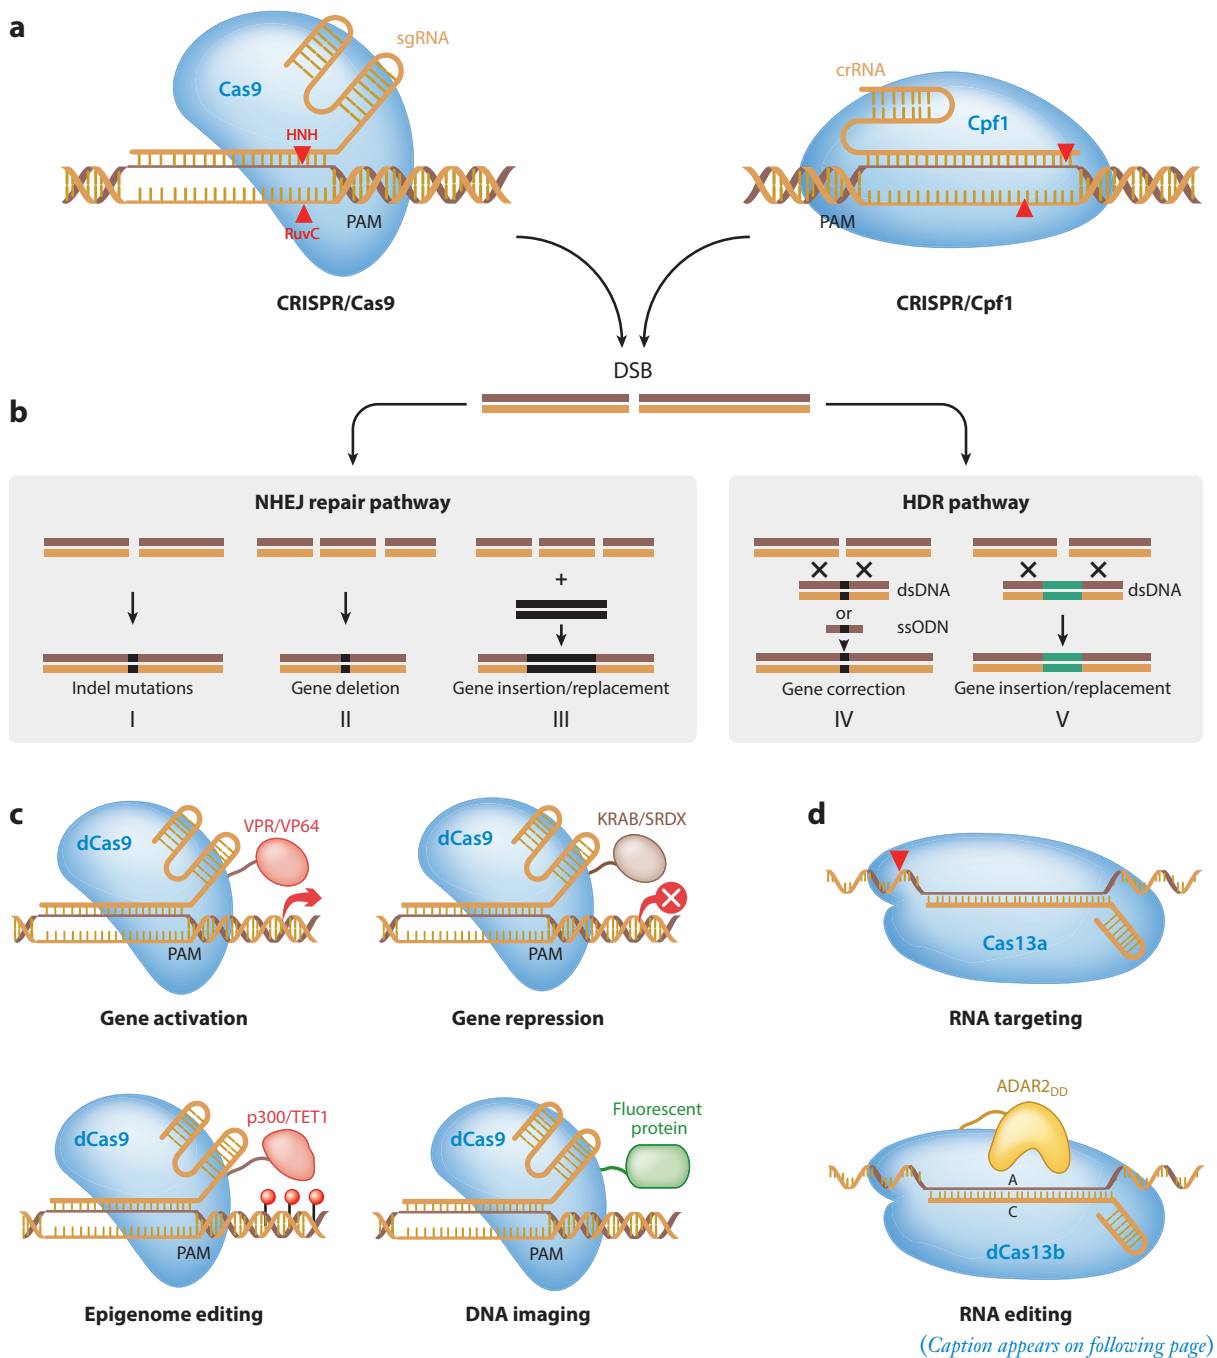 a
sgRNA
Cas9
HNH
RuvC
PAM
CRISPR/Cas9
crRNA
Cpf1
PAM
CRISPR/Cpf1
DSB
b
NHEJ repair pathway
+
Indel mutations
I
Gene deletion
II
Gene insertion/replacement
III
HDR pathway
dsDNA
or
ssODN
Gene correction
IV
dsDNA
Gene insertion/replacement
V
c
dCas9
VPR/VP64
PAM
Gene activation
dCas9
KRAB/SRDX
PAM
Gene repression
dCas9
p300/TET1
PAM
Epigenome editing
dCas9
Fluorescent
protein
PAM
DNA imaging
d
Cas13a
RNA targeting
ADAR2DD
A
C
dCas13b
RNA editing
(Caption appears on following page)